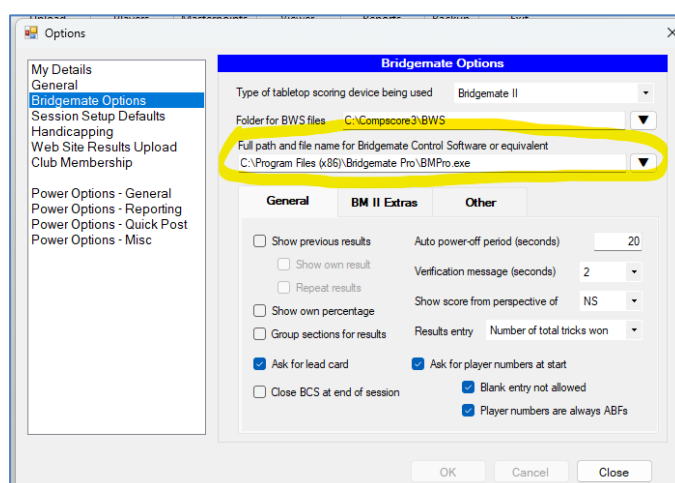 Upload Players Masterpoints Viewer Reports Backup Exit
Options
My Details
General
Bridgemate Options
Session Setup Defaults
Handicapping
Web Site Results Upload
Club Membership
Power Options - General
Power Options - Reporting
Power Options - Quick Post
Power Options - Misc
Bridgemate Options
Type of tabletop scoring device being used Bridgemate II
Folder for BWS files C:\Compscore3\BWS
Full path and file name for Bridgemate Control Software or equivalent
C:\Program Files (x86)\Bridgemate Pro\BMPro.exe
General BM II Extras Other
Show previous results Auto power-off period (seconds) 20
Show own result
Verification message (seconds) 2
Repeat results
Show score from perspective of NS
Show own percentage
Group sections for results Results entry Number of total tricks won
Ask for lead card Ask for player numbers at start
Blank entry not allowed
Close BCS at end of session
Player numbers are always ABFs
OK Cancel Close